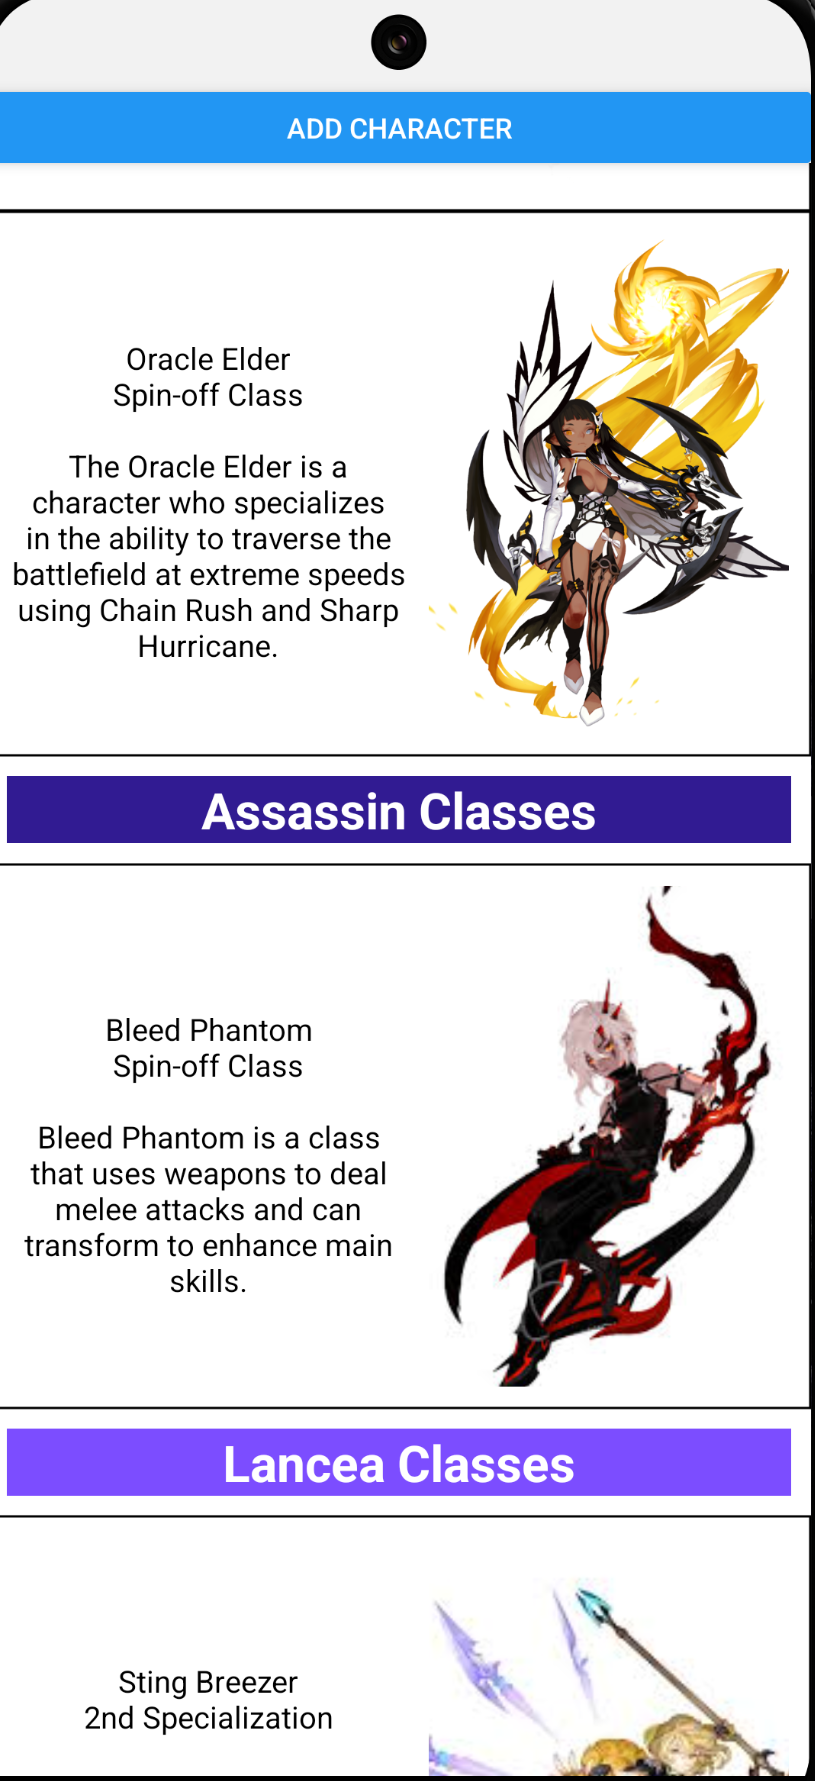 ADD CHARACTER
Oracle Elder
Spin-off Class
The Oracle Elder is a
character who specializes
in the ability to traverse the
battlefield at extreme speeds
using Chain Rush and Sharp
Hurricane.
Assassin Classes
Bleed Phantom
Spin-off Class
Bleed Phantom is a class
that uses weapons to deal
melee attacks and can
transform to enhance main
skills.
Lancea Classes
Sting Breezer
2nd Specialization